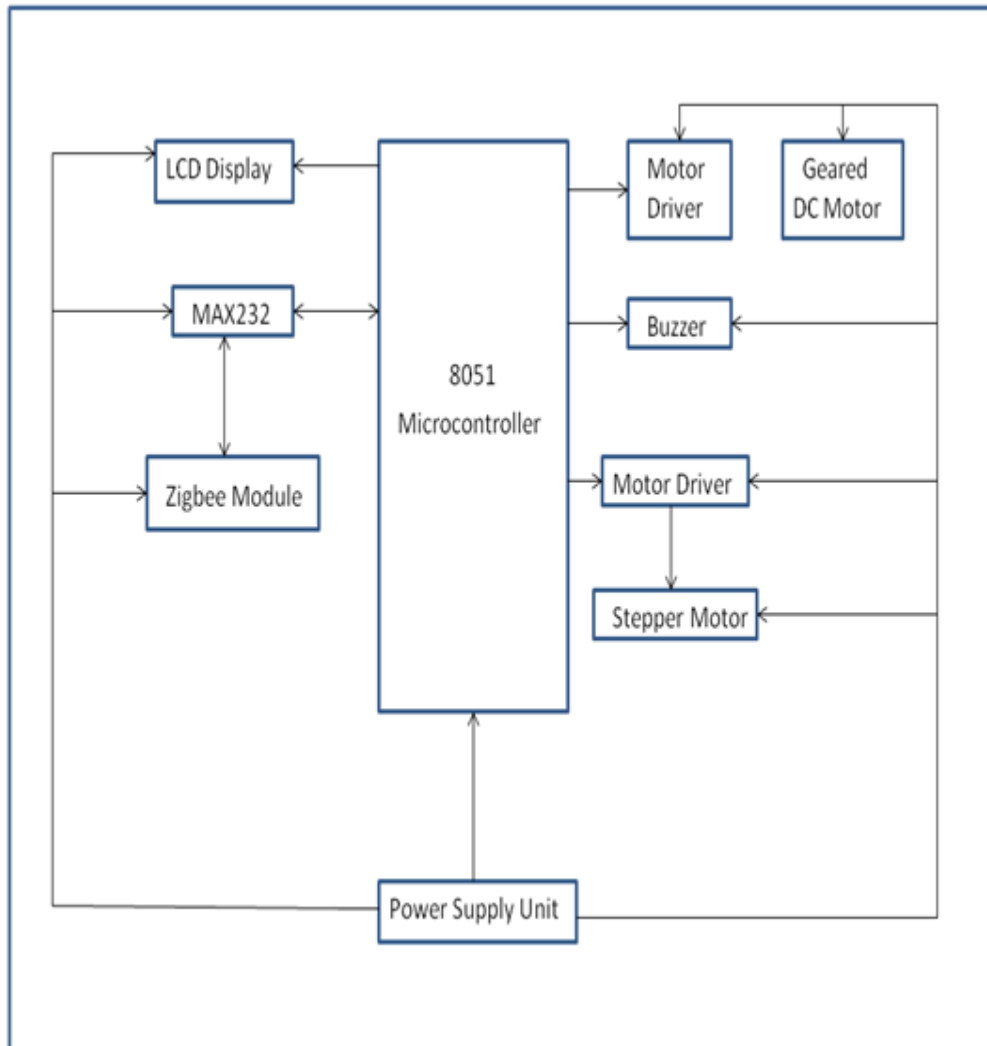 LCD Display
MAX232
Zigbee Module
8051
Microcontroller
Motor
Driver
Geared
DC Motor
Buzzer
Motor Driver
Stepper Motor
Power Supply Unit